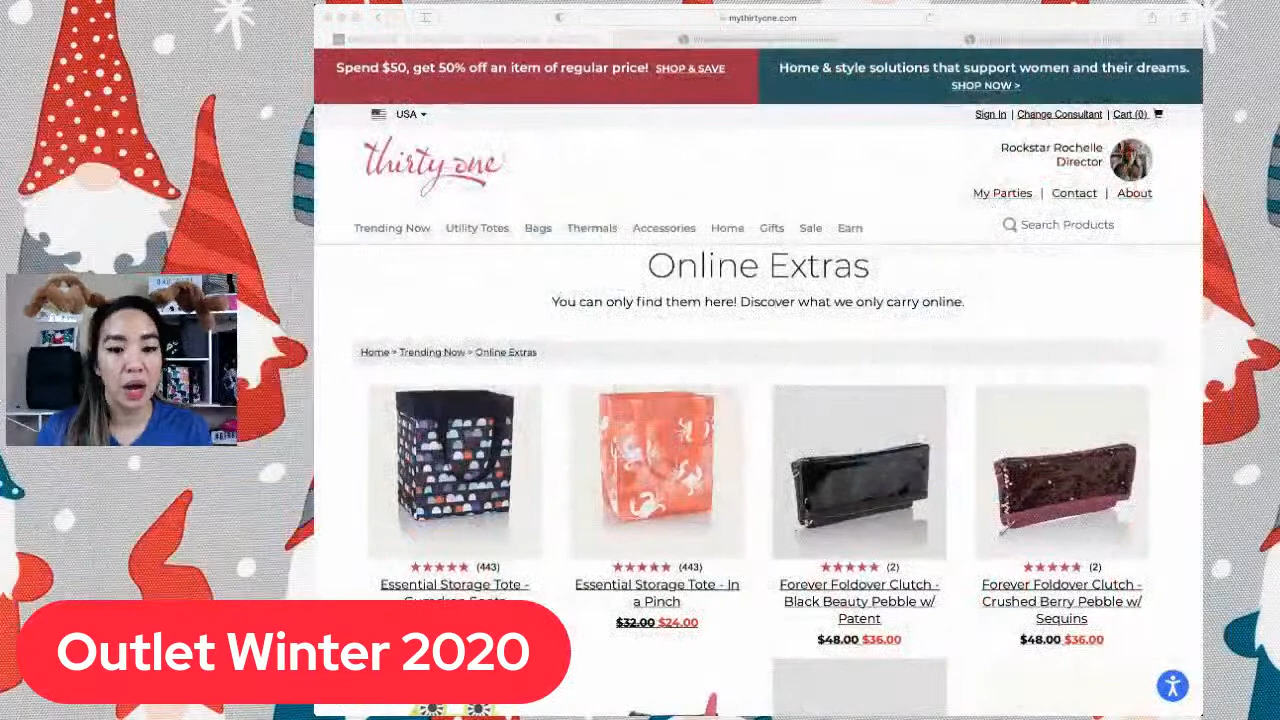 mythirtyone.com
Spend $50, get 50% off an item of regular price! SHOP & SAVE
Home & style solutions that support women and their dreams.
SHOP NOW >
USA
Sign In | Change Consultant | Cart (0)
thirty-one
Rockstar Rochelle
Director
My Parties | Contact | About
Trending Now Utility Totes Bags Thermals Accessories Home Gifts Sale Earn
Search Products
Online Extras
You can only find them here! Discover what we only carry online.
Home > Trending Now > Online Extras
(443)
Essential Storage Tote -
(443)
Essential Storage Tote - In
a Pinch
$32.00 $24.00
(2)
Forever Foldover Clutch -
Black Beauty Pebble w/
Patent
$48.00 $36.00
(2)
Forever Foldover Clutch -
Crushed Berry Pebble w/
Sequins
$48.00 $36.00
Outlet Winter 2020